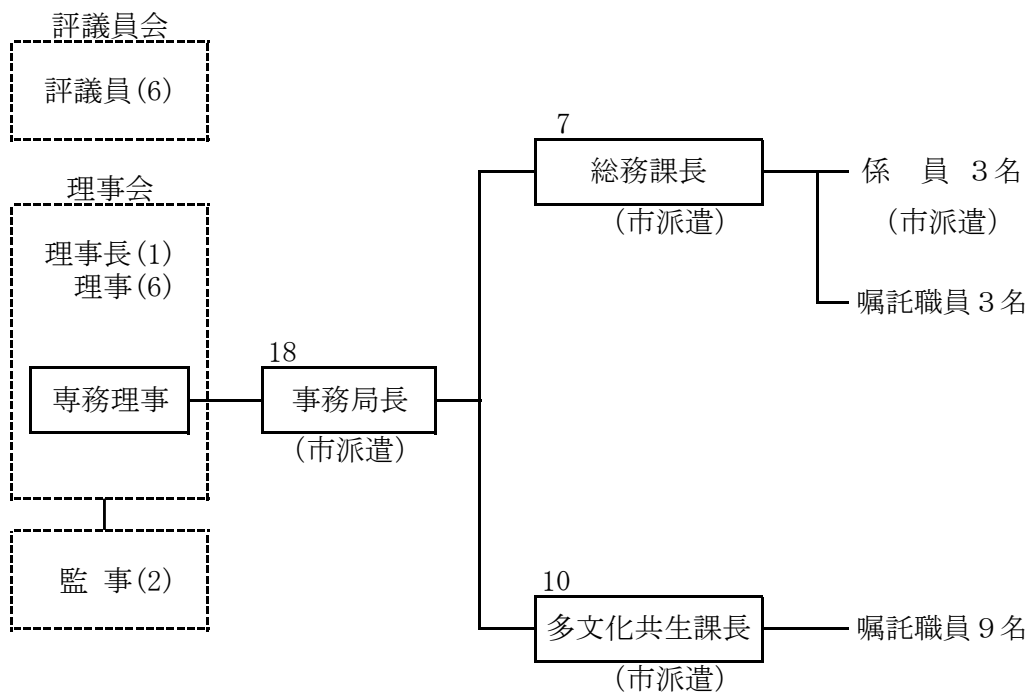 評議員会
評議員(6)
理事会
理事長(1)
理事(6)
専務理事
監 事(2)
18
事務局長
(市派遣)
7
総務課長
(市派遣)
係 員 3名
(市派遣)
嘱託職員3名
10
多文化共生課長
(市派遣)
嘱託職員9名